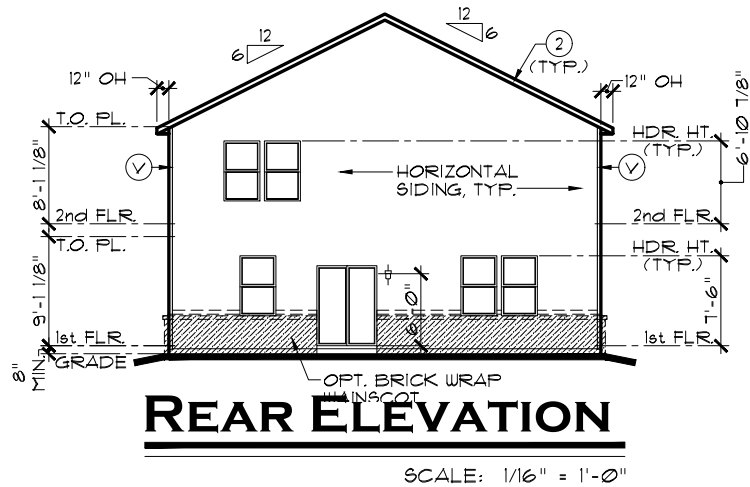 12
6
12
6
2
(TYP.)
12" OH
12" OH
T.O. PL.
HDR. HT.
(TYP.)
6'-10 7/8"
V
V
HORIZONTAL
SIDING, TYP.
8'-1 1/8"
2nd FLR.
2nd FLR.
T.O. PL.
HDR. HT.
(TYP.)
9'-1 1/8"
6'-0"
7'-6"
1st FLR.
1st FLR.
GRADE
8"
MIN.
OPT. BRICK WRAP
WAINSCOT
REAR ELEVATION
SCALE: 1/16" = 1'-0"